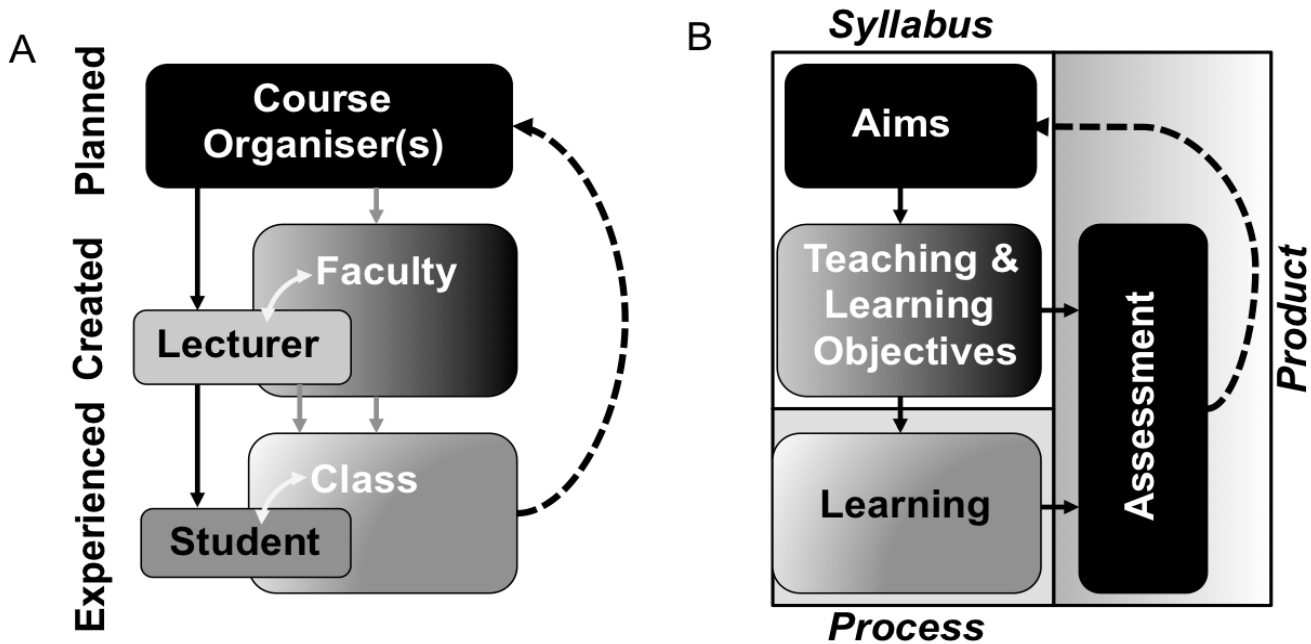 A
Planned
Created
Experienced
Course
Organiser(s)
Faculty
Lecturer
Class
Student
B
Syllabus
Aims
Teaching &
Learning
Objectives
Learning
Assessment
Product
Process